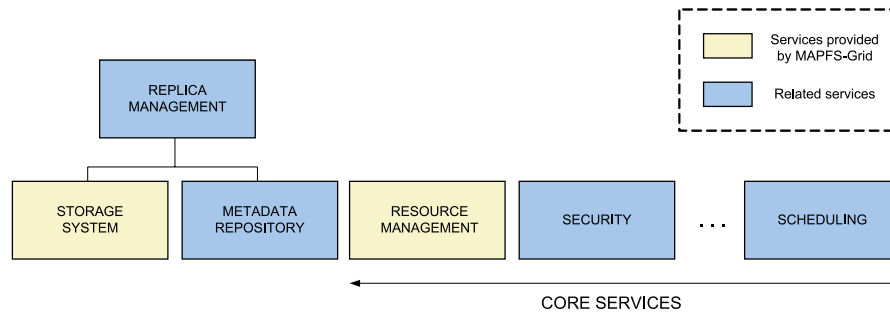 Services provided
by MAPFS-Grid
Related services
REPLICA
MANAGEMENT
STORAGE
SYSTEM
METADATA
REPOSITORY
RESOURCE
MANAGEMENT
SECURITY
...
SCHEDULING
CORE SERVICES